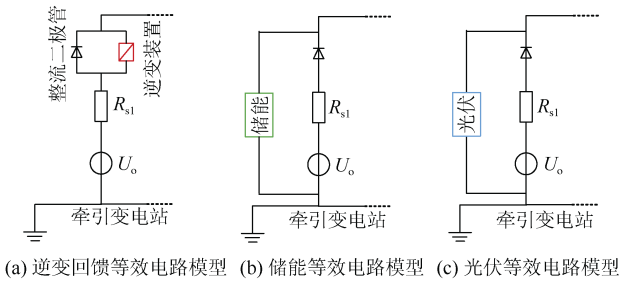 整流二极管
逆变装置
Rs1
Uo
牵引变电站
(a) 逆变回馈等效电路模型
储能
Rs1
Uo
牵引变电站
(b) 储能等效电路模型
光伏
Rs1
Uo
牵引变电站
(c) 光伏等效电路模型